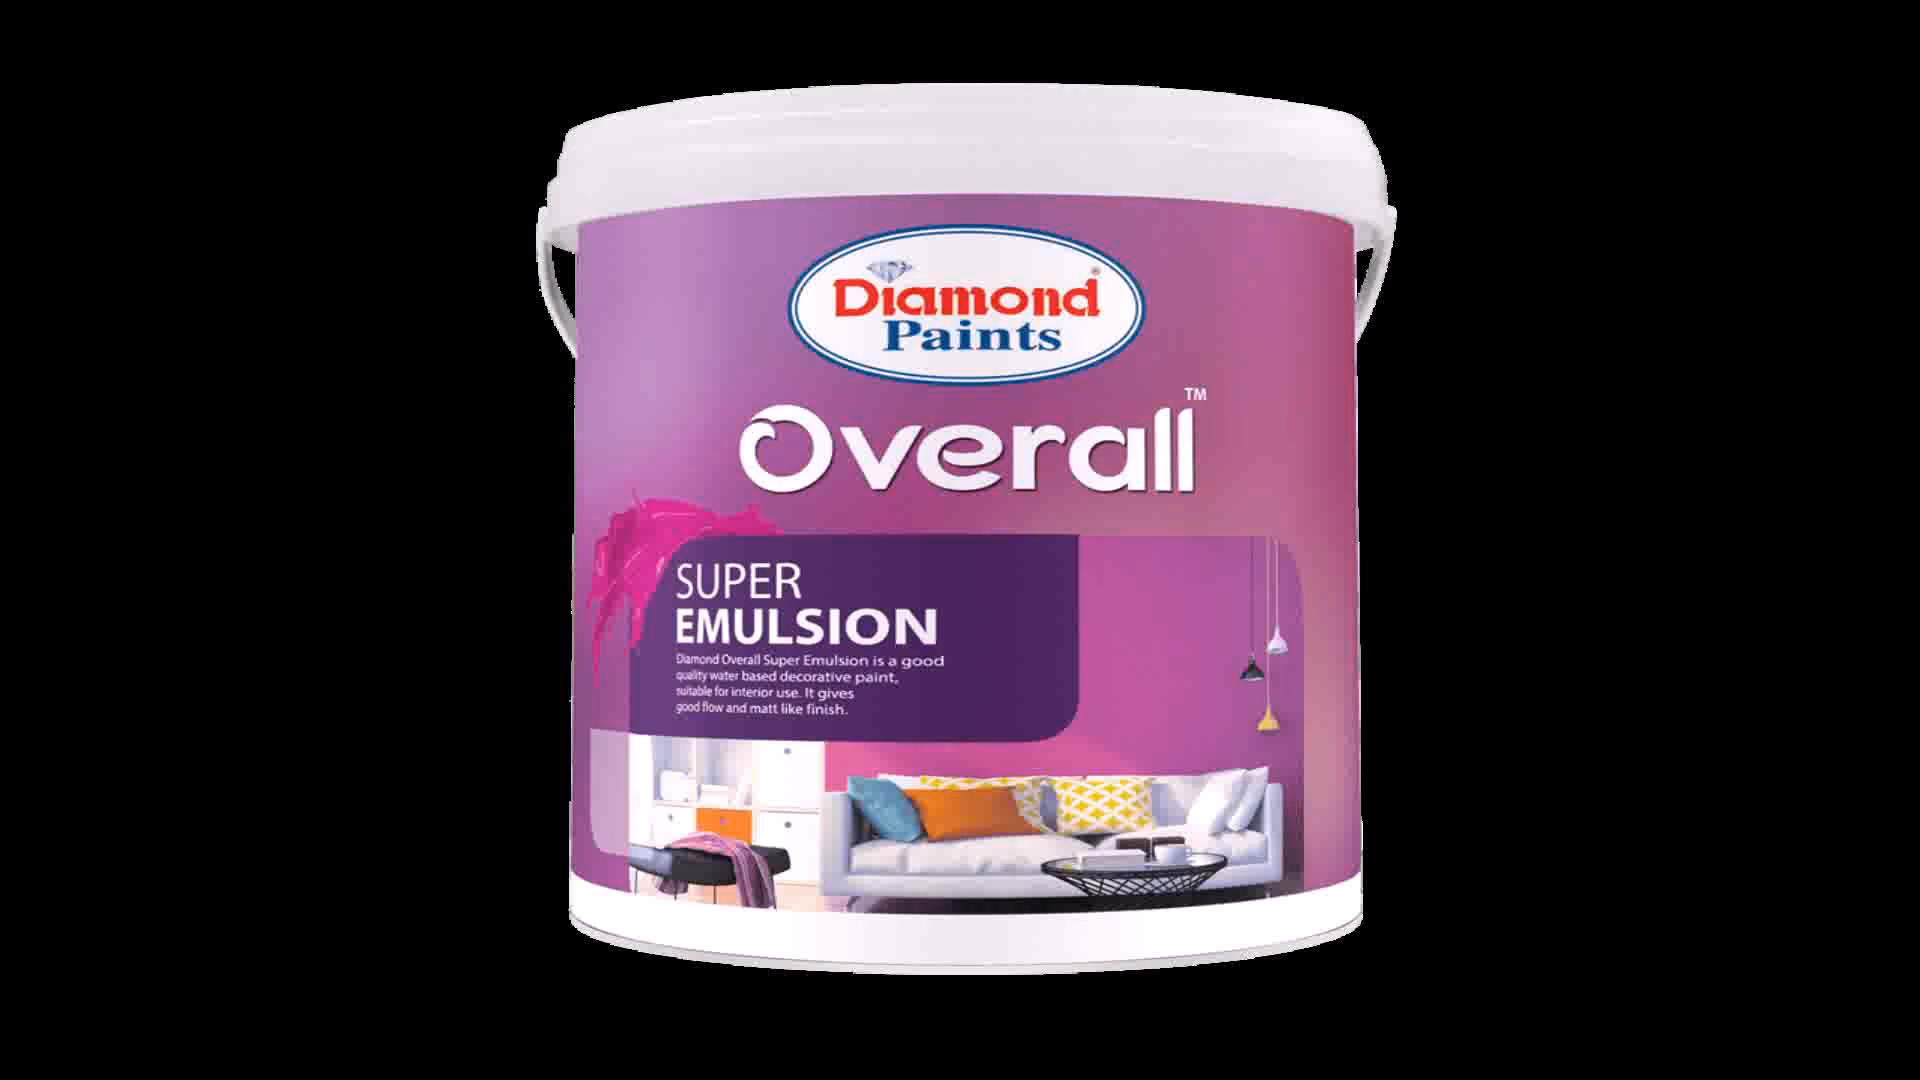 Diamond®
Paints
Overall™
SUPER
EMULSION
Diamond Overall Super Emulsion is a good
quality water based decorative paint,
suitable for interior use. It gives
good flow and matt like finish.